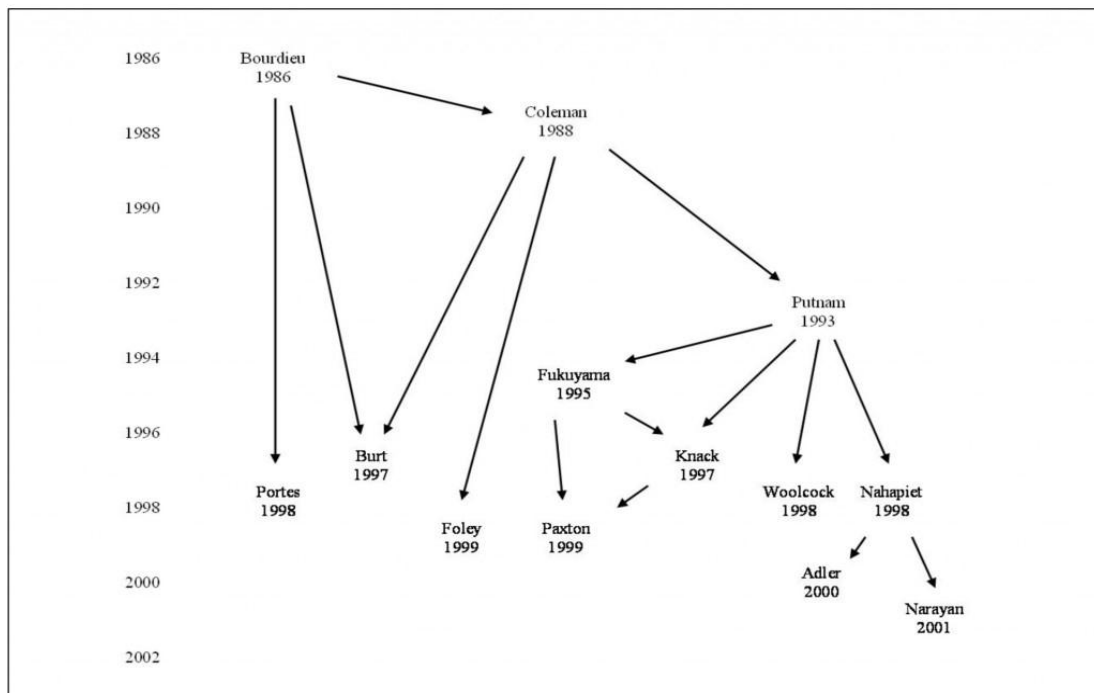 1986
Bourdieu
1986
Coleman
1988
1988
1990
1992
Putnam
1993
1994
Fukuyama
1995
1996
Burt
1997
Knack
1997
Portes
1998
Woolcock
1998
Nahapiet
1998
1998
Foley
1999
Paxton
1999
Adler
2000
2000
Narayan
2001
2002